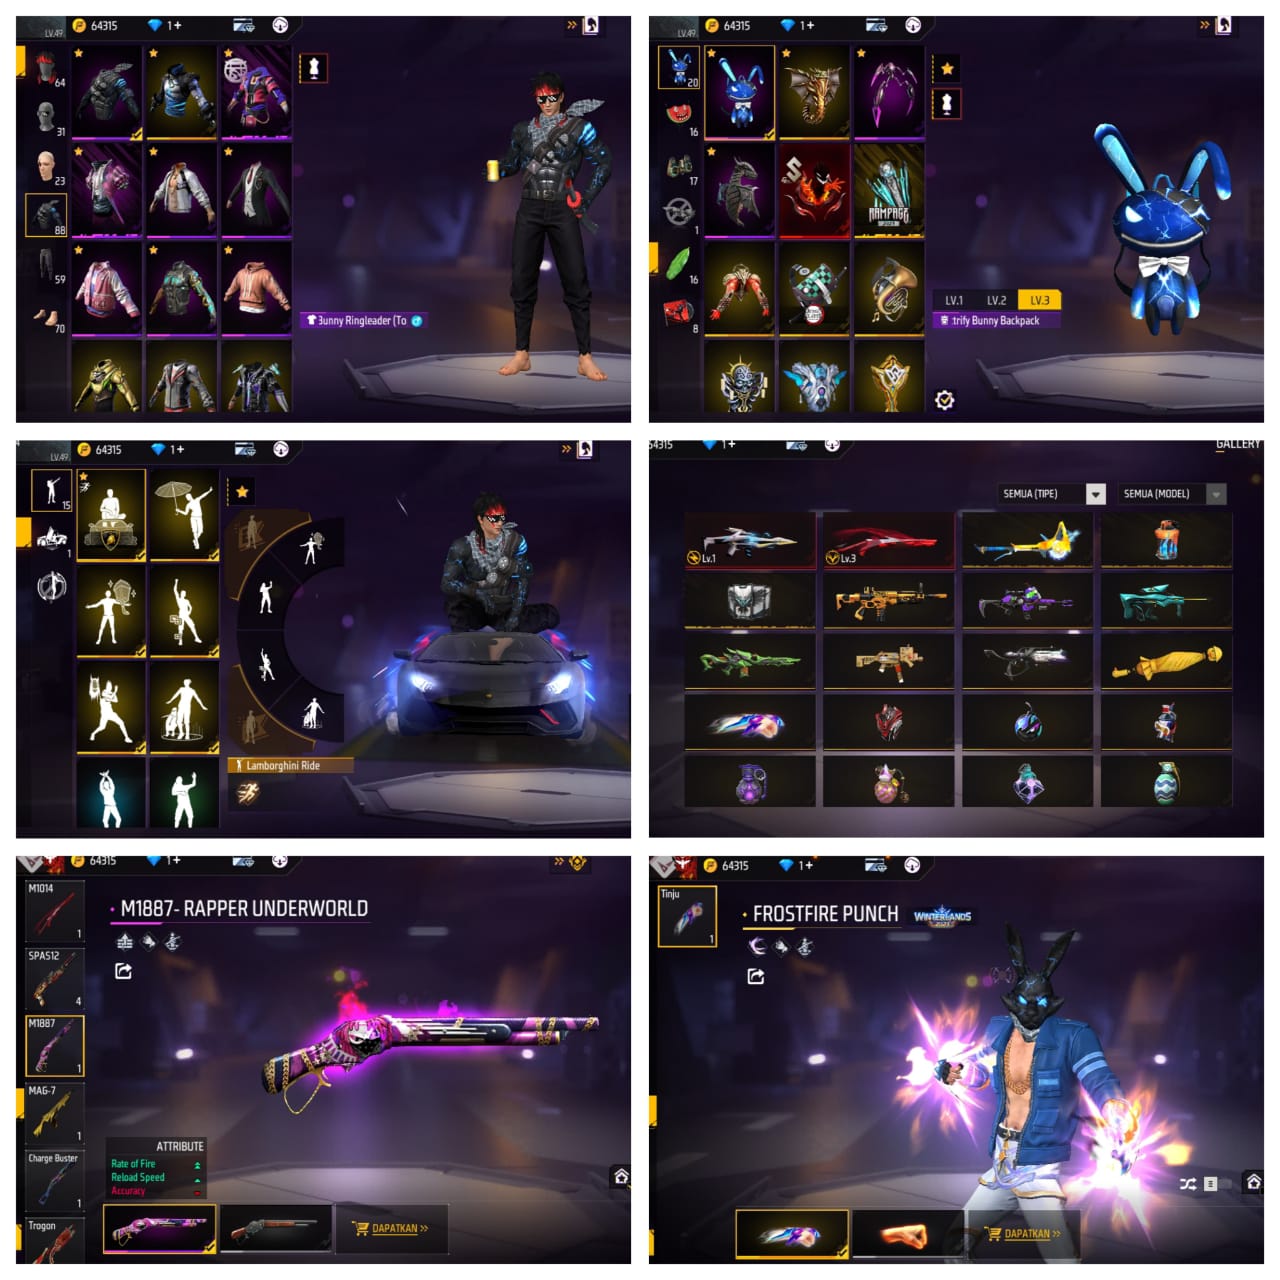 LV.49 64315 1+
64
31
23
88
59
70
Bunny Ringleader (To
LV.49 64315 1+
20
16
17
1
16
8
S
RAMPAGE
LV.1 LV.2 LV.3
trify Bunny Backpack
LV.49 64315 1+
15
1
Lamborghini Ride
64315 1+ GALLERY
SEMUA (TIPE) SEMUA (MODEL)
Lv.1 Lv.3
64315 1+
M1014
1
SPAS12
4
M1887
1
MAG-7
1
Charge Buster
1
Trogon
M1887- RAPPER UNDERWORLD
ATTRIBUTE
Rate of Fire
Reload Speed
Accuracy
DAPATKAN >>
64315 1+
Tinju
1
FROSTFIRE PUNCH WINTERLANDS
2023
DAPATKAN >>